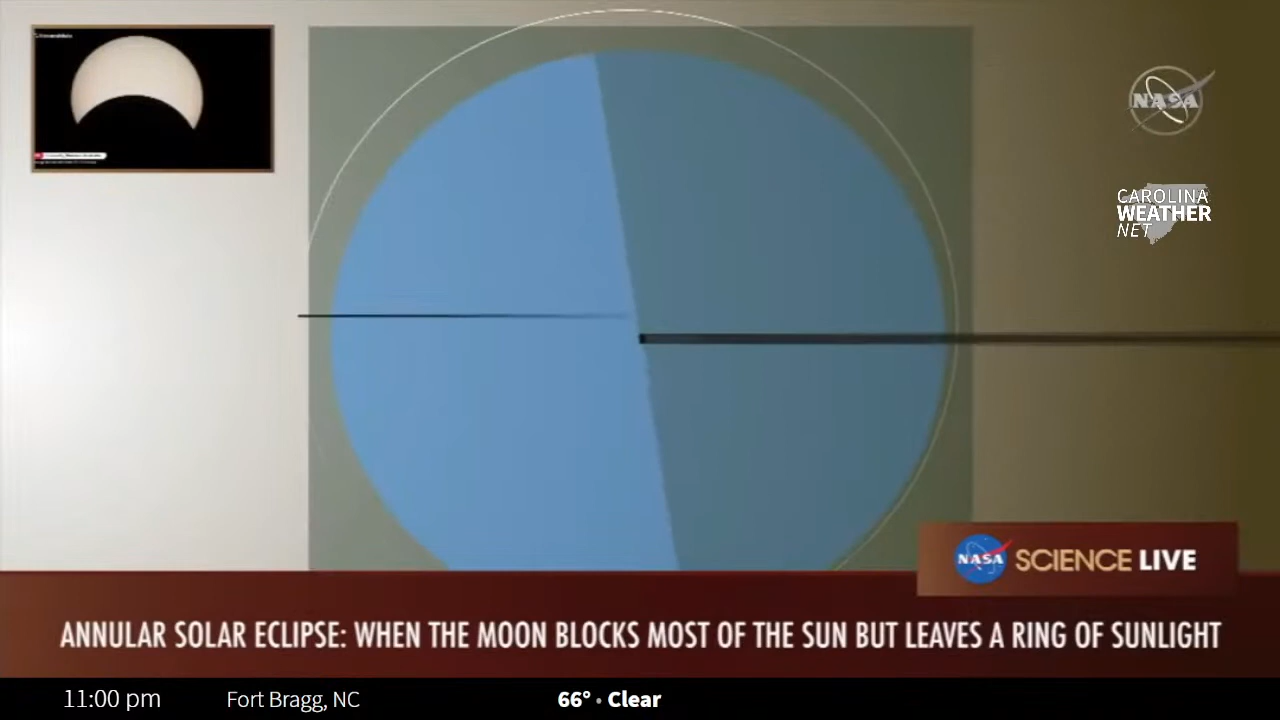 NASA
CAROLINA
WEATHER
NET
NASA SCIENCE LIVE
ANNULAR SOLAR ECLIPSE: WHEN THE MOON BLOCKS MOST OF THE SUN BUT LEAVES A RING OF SUNLIGHT
11:00 pm Fort Bragg, NC 66° • Clear